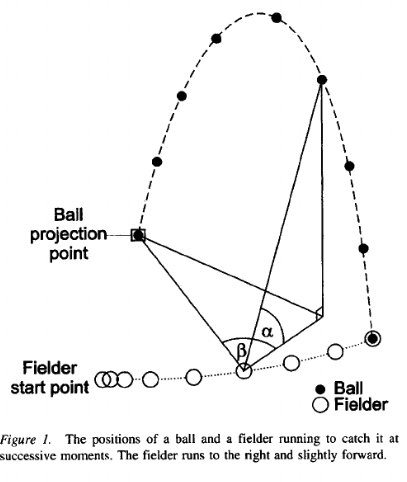 Ball
projection
point
α
β
Fielder
start point
Ball
Fielder
Figure 1. The positions of a ball and a fielder running to catch it at
successive moments. The fielder runs to the right and slightly forward.